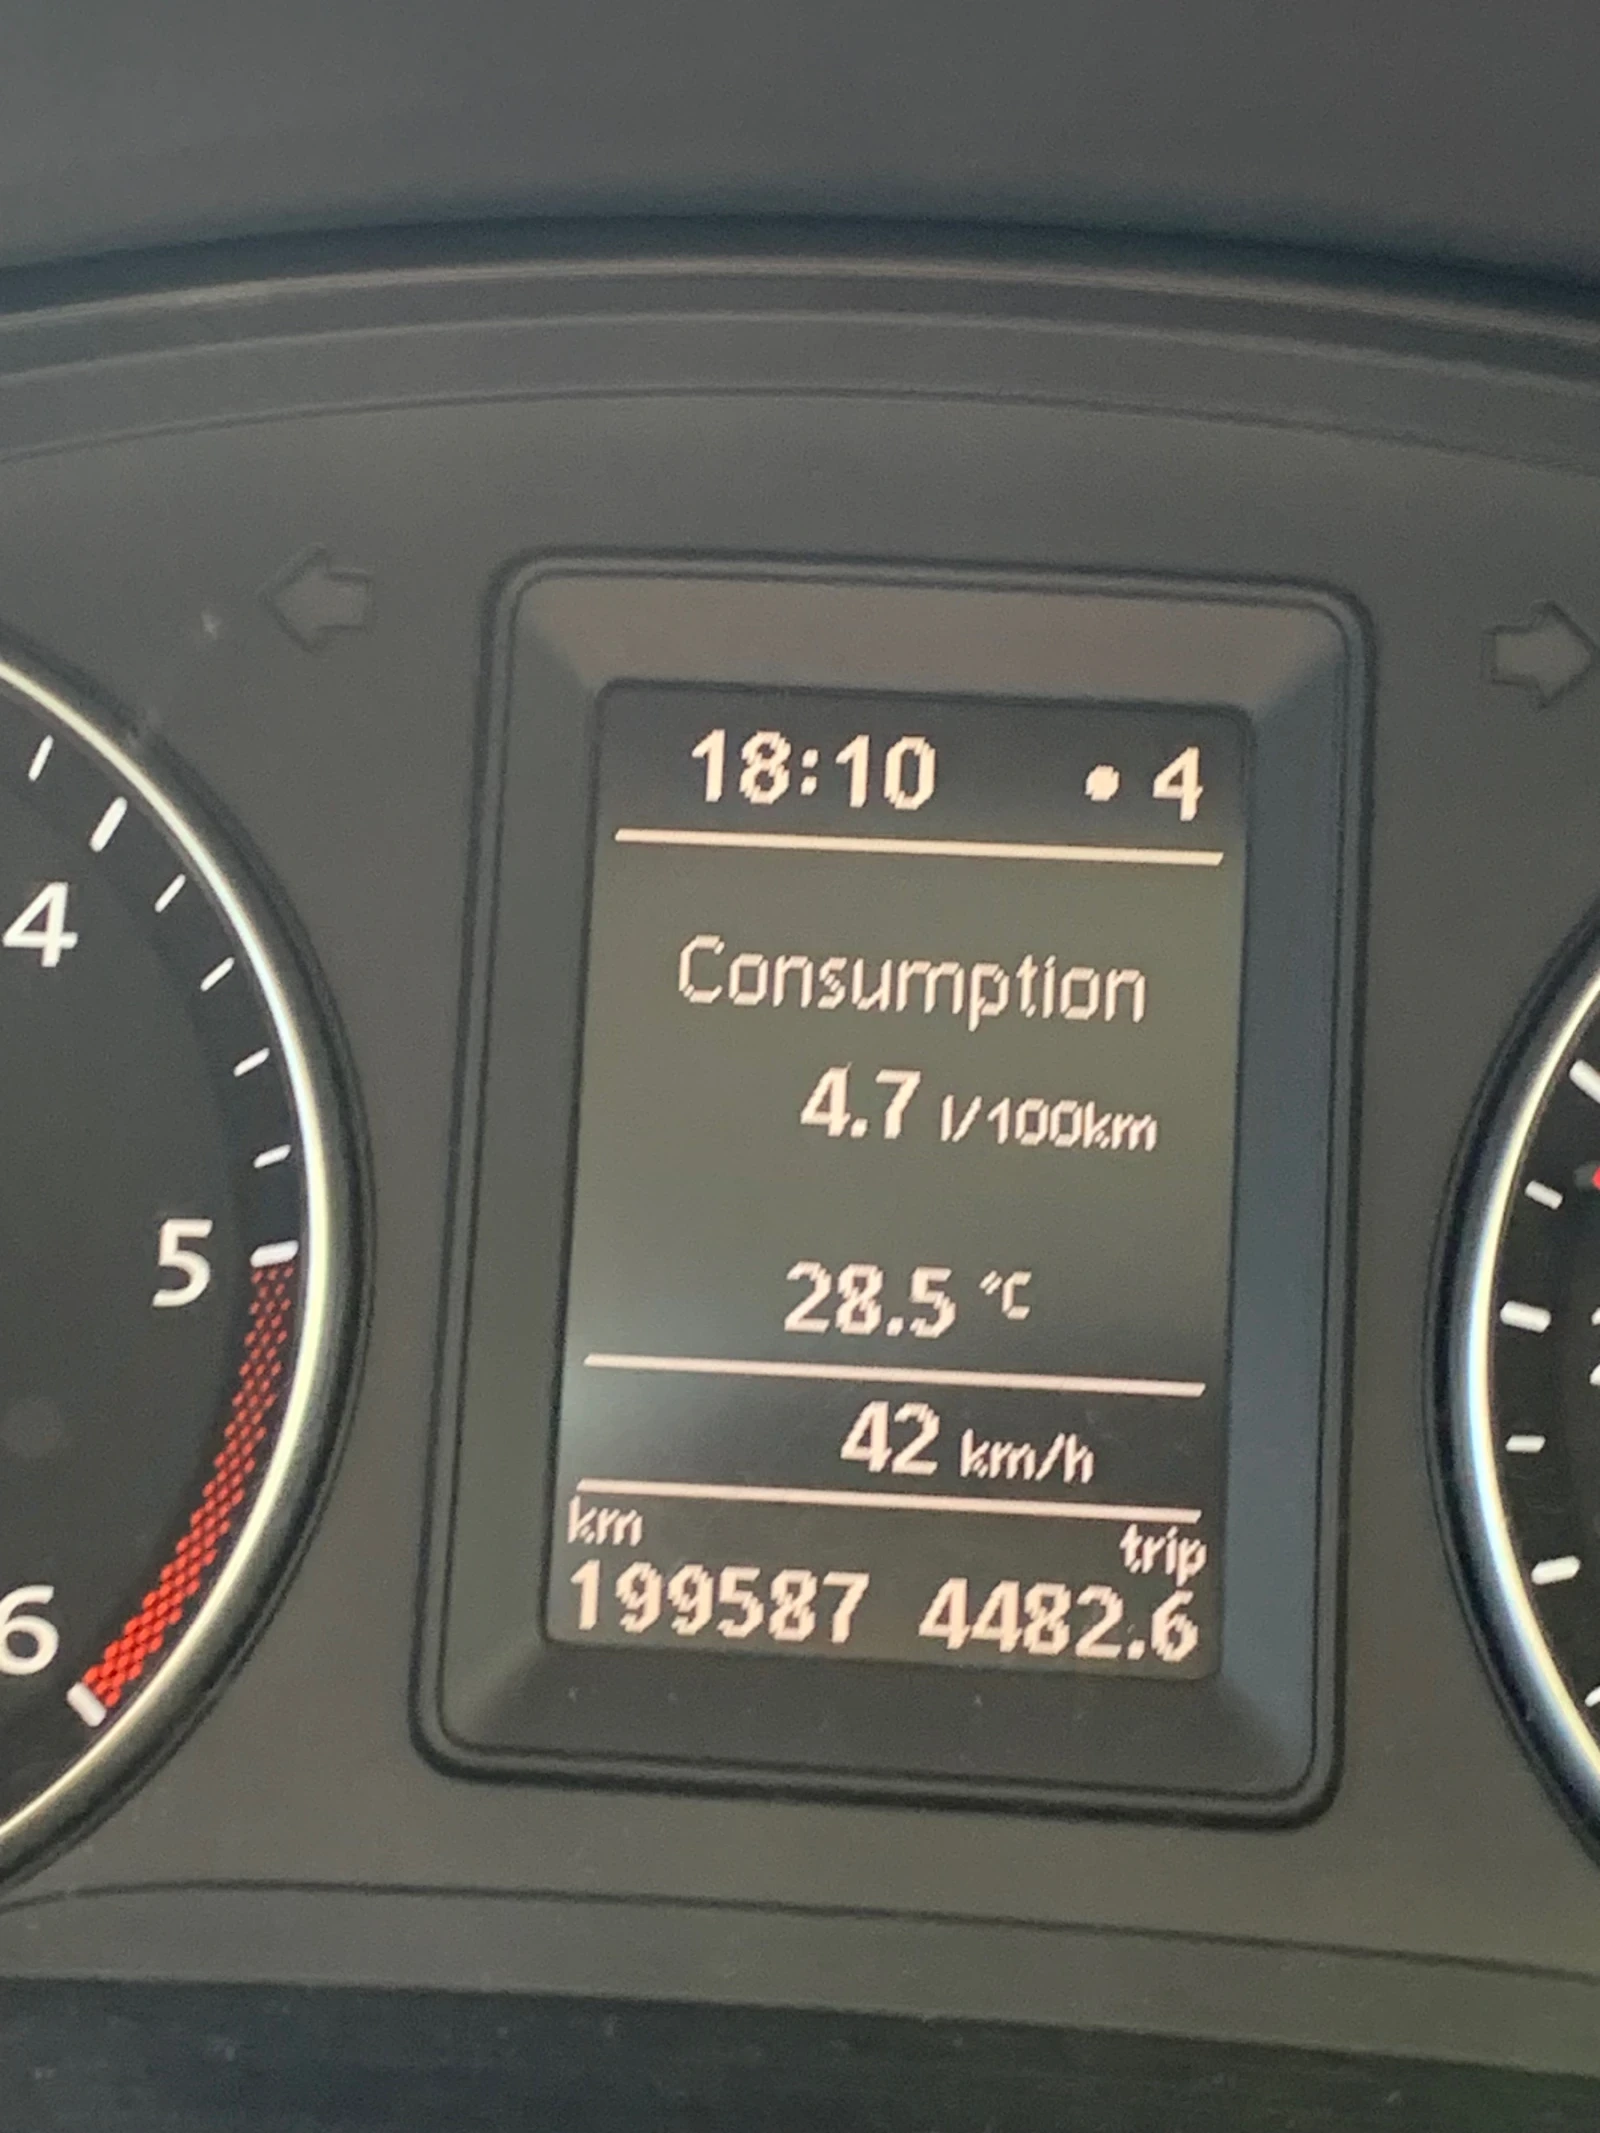 18:10 • 4
Consumption
4.7 l/100km
28.5 °C
42 km/h
km trip
199587 4482.6
4
5
6